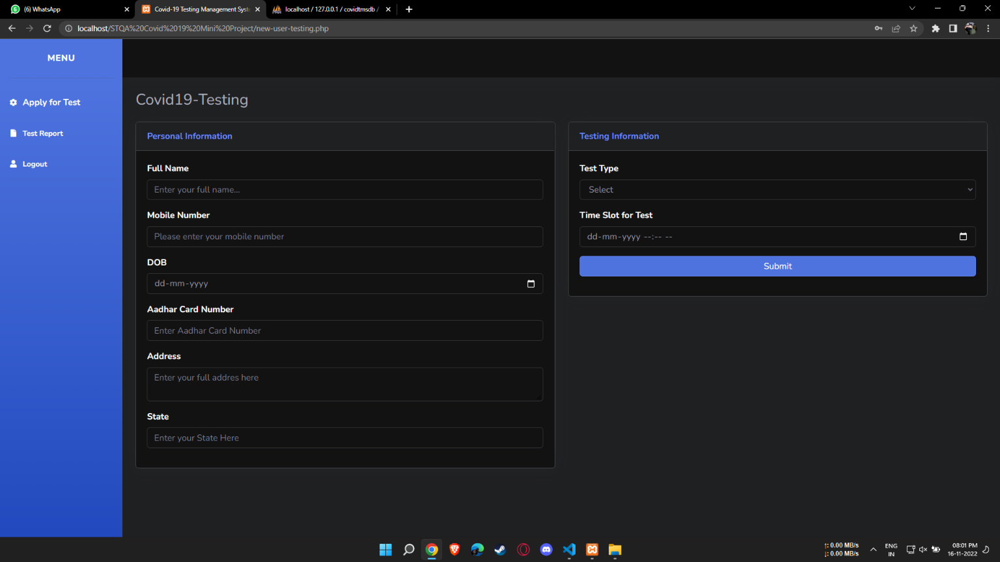 (6) WhatsApp
Covid-19 Testing Management Syst
localhost / 127.0.0.1 / covidtmsdb /
localhost/STQA%20Covid%2019%20Mini%20Project/new-user-testing.php
MENU
Apply for Test
Test Report
Logout
Covid19-Testing
Personal Information
Full Name
Enter your full name...
Mobile Number
Please enter your mobile number
DOB
dd-mm-yyyy
Aadhar Card Number
Enter Aadhar Card Number
Address
Enter your full addres here
State
Enter your State Here
Testing Information
Test Type
Select
Time Slot for Test
dd-mm-yyyy --:-- --
Submit
↑: 0.00 MB/s
↓: 0.00 MB/s
ENG
IN
08:01 PM
16-11-2022